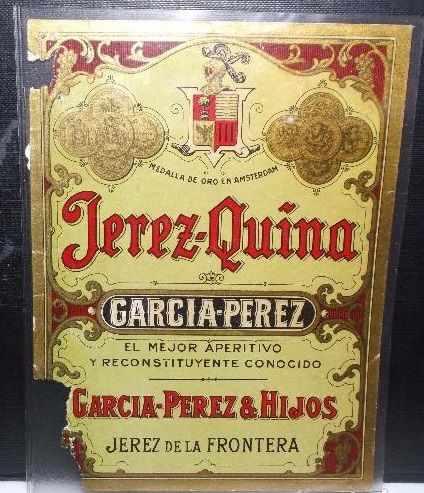 MEDALLA DE ORO EN AMSTERDAM
Jerez-Quina
GARCIA-PEREZ
EL MEJOR APERITIVO
Y RECONSTITUYENTE CONOCIDO
GARCIA-PEREZ & HIJOS
JEREZ DE LA FRONTERA